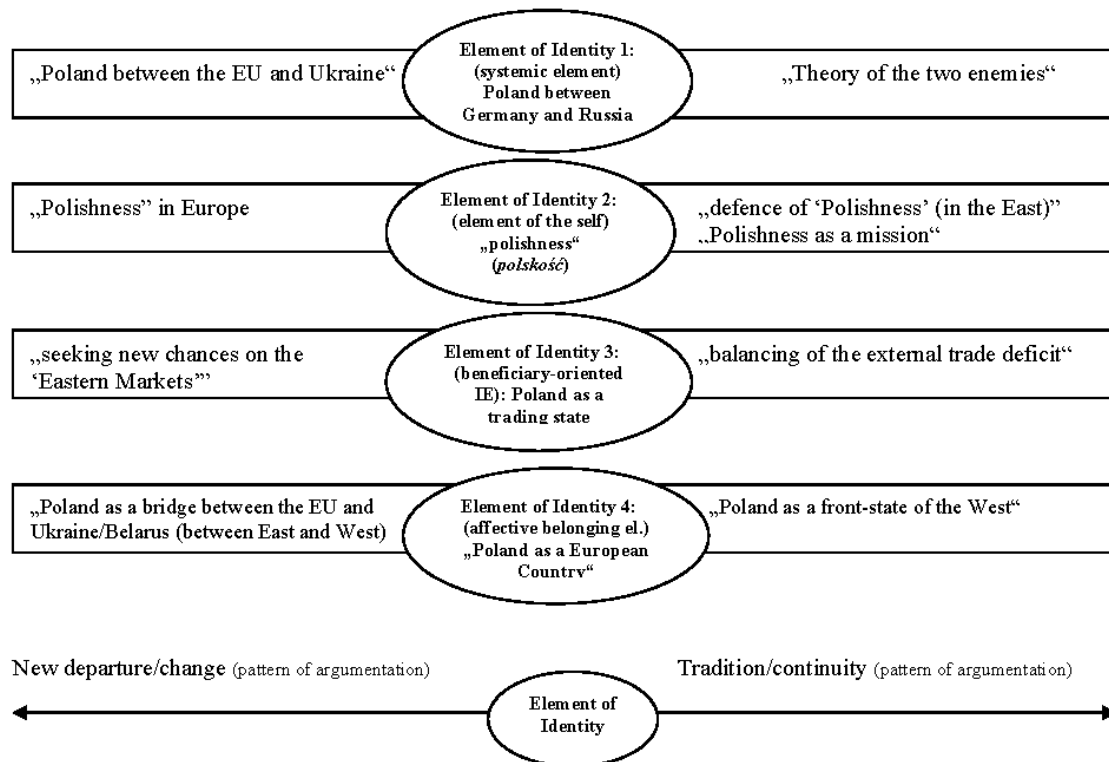 „Poland between the EU and Ukraine“
Element of Identity 1:
(systemic element)
Poland between
Germany and Russia
„Theory of the two enemies“
„Polishness” in Europe
Element of Identity 2:
(element of the self)
„polishness“
(polskość)
„defence of ‘Polishness’ (in the East)”
„Polishness as a mission“
„seeking new chances on the
‘Eastern Markets’”
Element of Identity 3:
(beneficiary-oriented
IE): Poland as a
trading state
„balancing of the external trade deficit“
„Poland as a bridge between the EU and
Ukraine/Belarus (between East and West)
Element of Identity 4:
(affective belonging el.)
„Poland as a European
Country“
„Poland as a front-state of the West“
New departure/change (pattern of argumentation)
Tradition/continuity (pattern of argumentation)
Element of
Identity